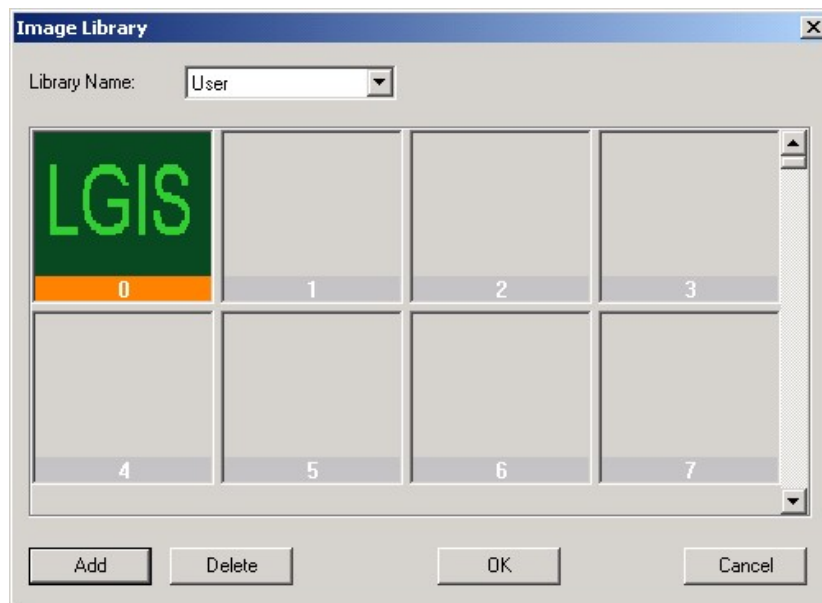 Image Library
Library Name: User
LGIS
0 1 2 3
4 5 6 7
Add Delete OK Cancel